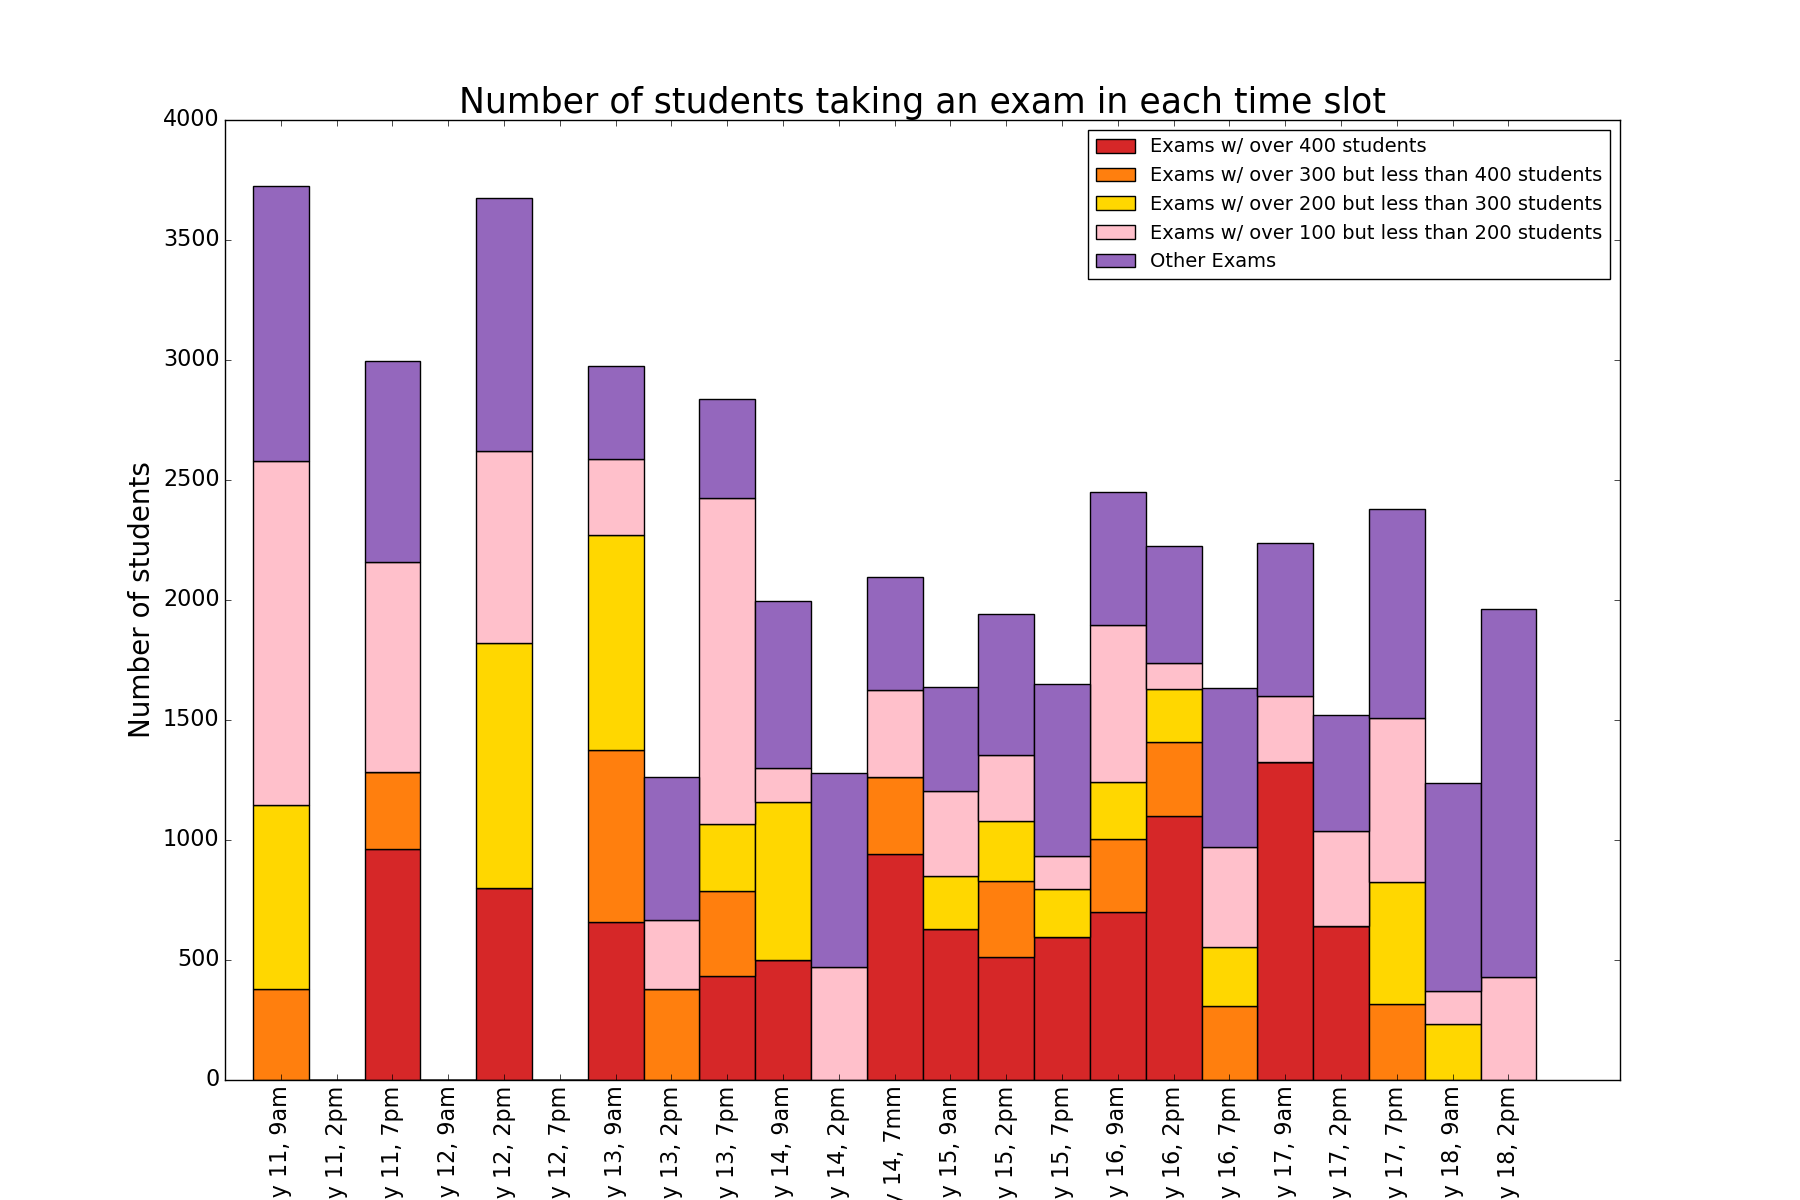 Number of students taking an exam in each time slot
Number of students
4000
3500
3000
2500
2000
1500
1000
500
0
Exams w/ over 400 students
Exams w/ over 300 but less than 400 students
Exams w/ over 200 but less than 300 students
Exams w/ over 100 but less than 200 students
Other Exams
y 11, 9am
y 11, 2pm
y 11, 7pm
y 12, 9am
y 12, 2pm
y 12, 7pm
y 13, 9am
y 13, 2pm
y 13, 7pm
y 14, 9am
y 14, 2pm
y 14, 7mm
y 15, 9am
y 15, 2pm
y 15, 7pm
y 16, 9am
y 16, 2pm
y 16, 7pm
y 17, 9am
y 17, 2pm
y 17, 7pm
y 18, 9am
y 18, 2pm